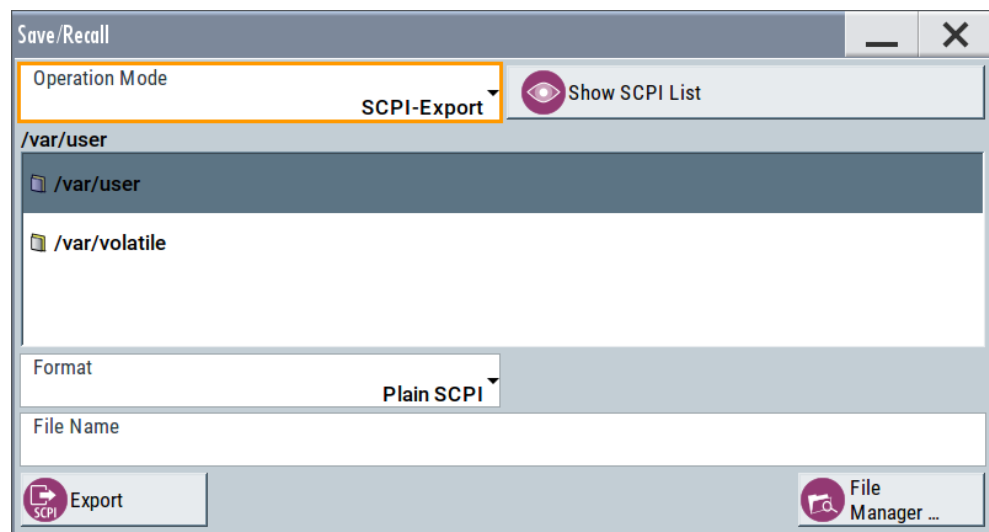 Save/Recall
Operation Mode
SCPI-Export
Show SCPI List
/var/user
/var/user
/var/volatile
Format
Plain SCPI
File Name
SCPI
Export
File
Manager ...